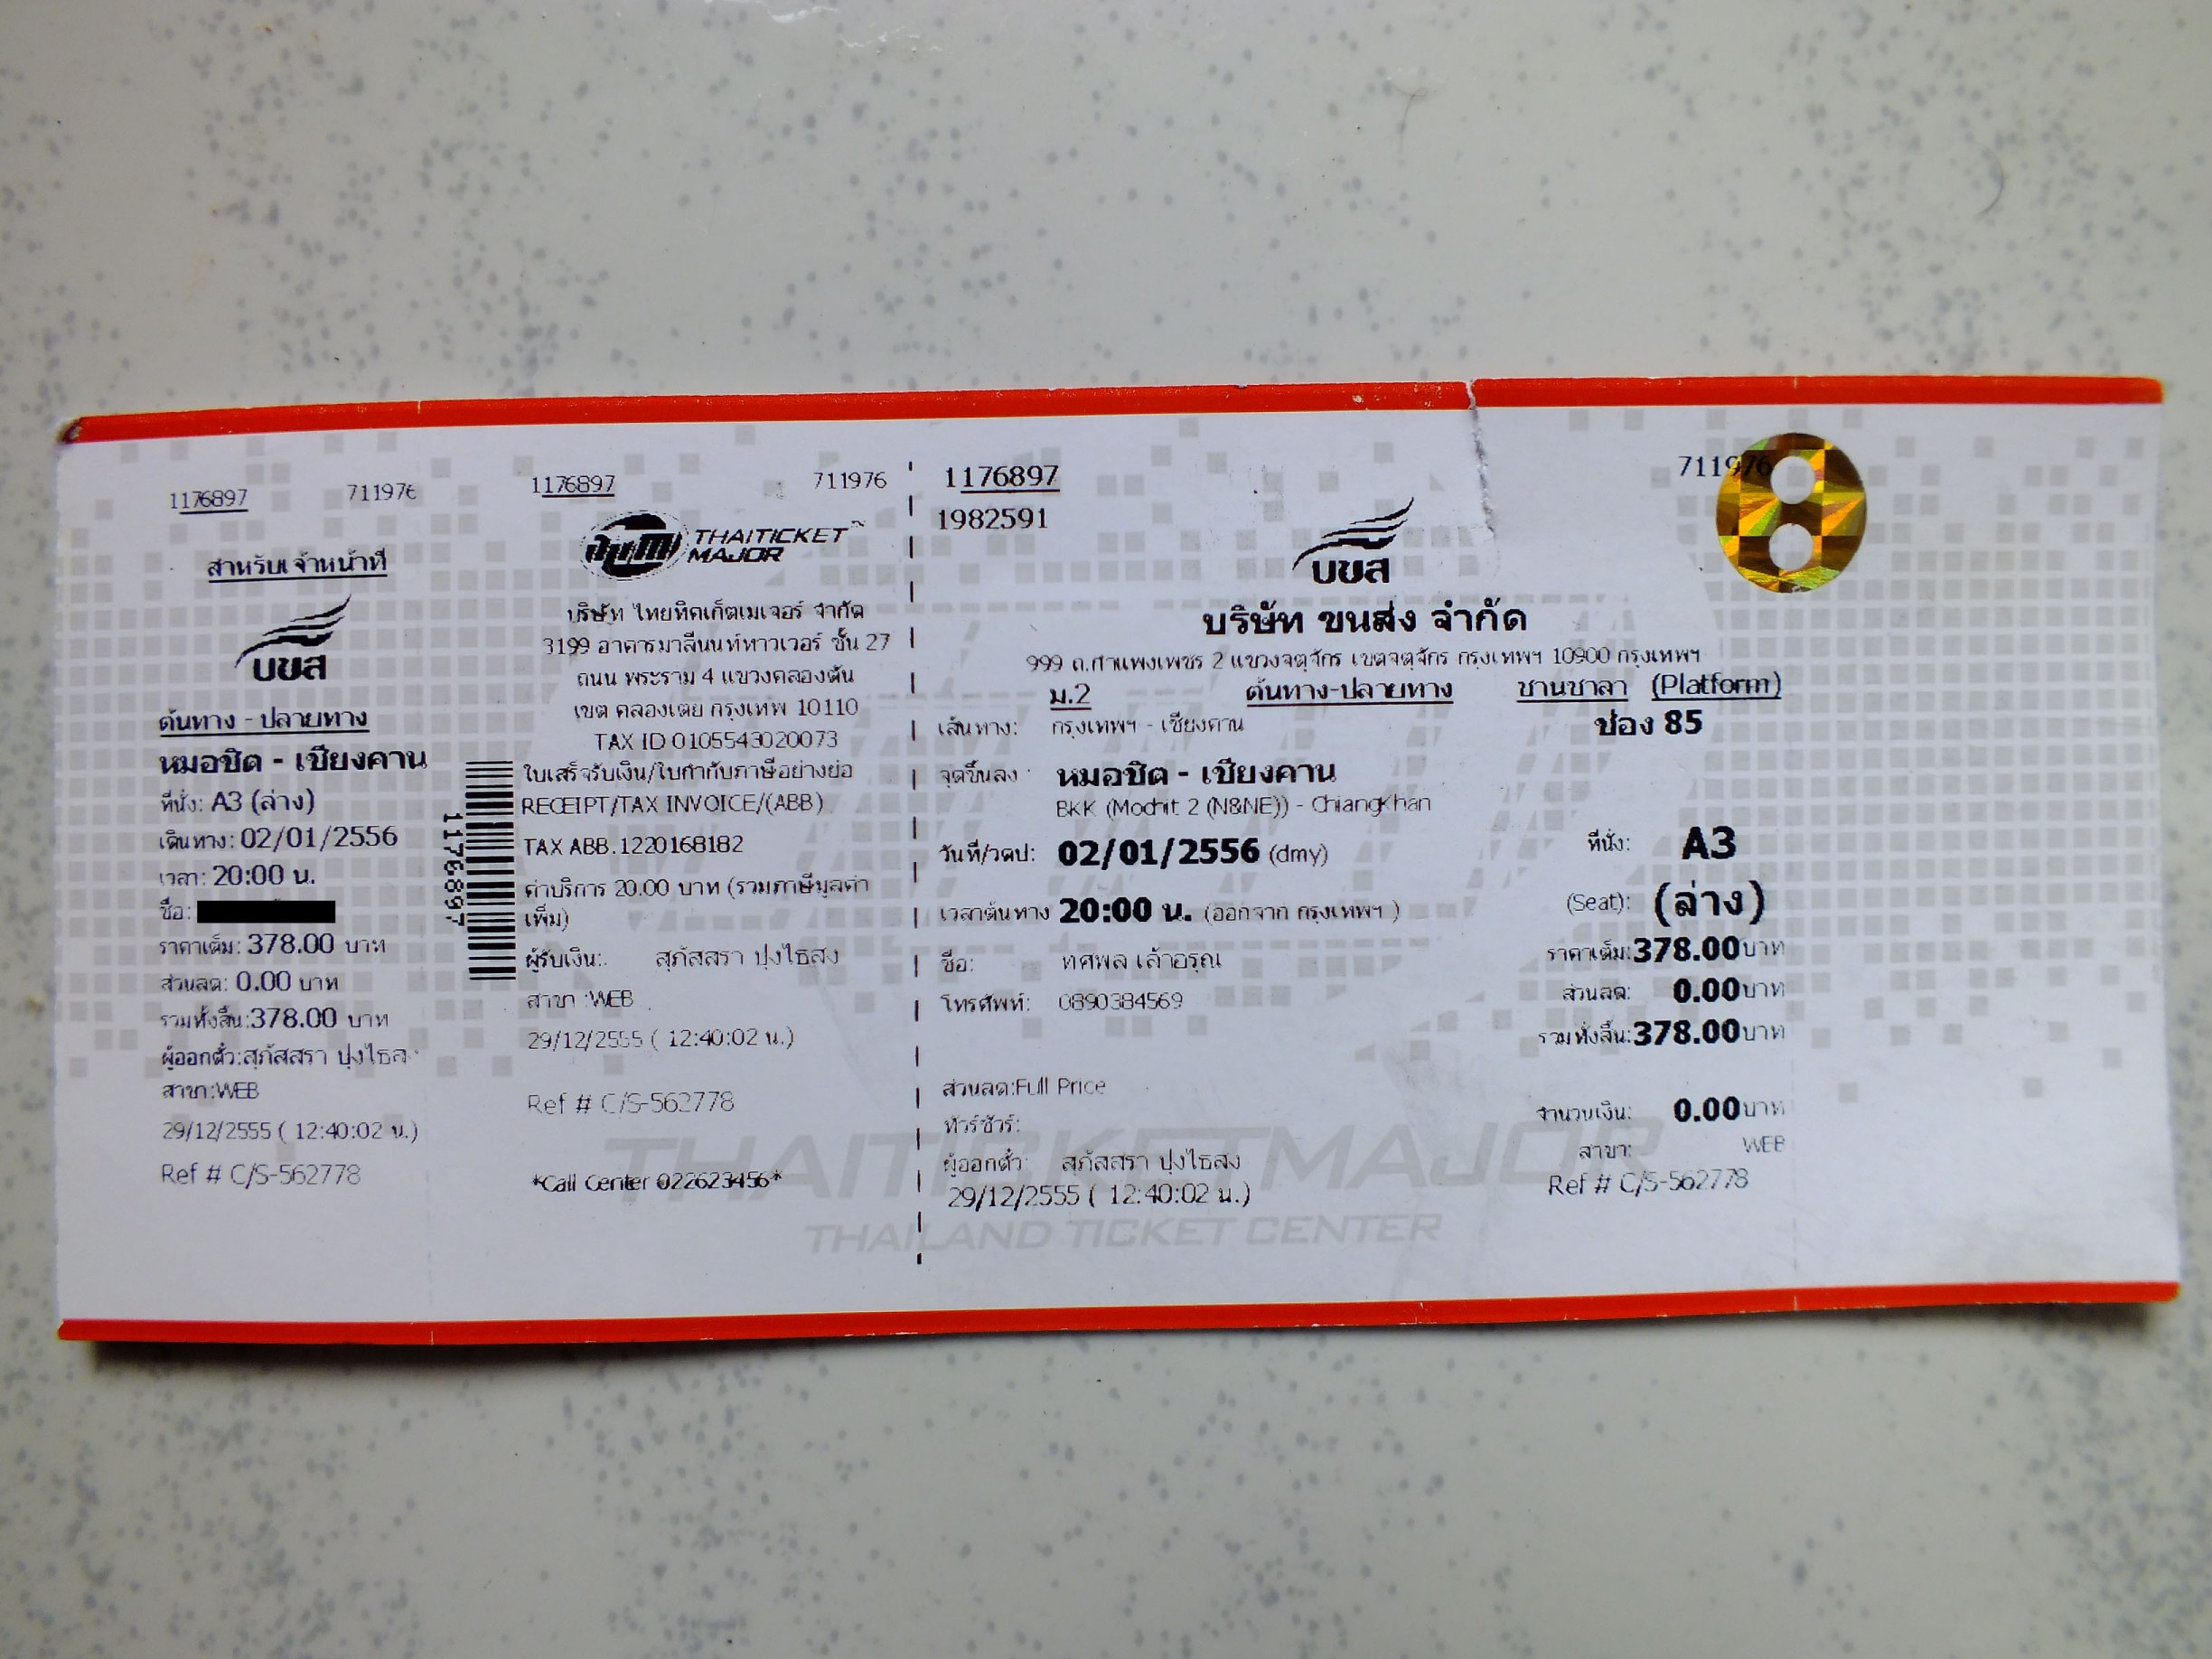 1176897 711976
สำหรับเจ้าหน้าที่
บขส
ต้นทาง - ปลายทาง
หมอชิต - เชียงคาน
ที่นั่ง: A3 (ล่าง)
เดินทาง: 02/01/2556
เวลา: 20:00 น.
ชื่อ:
ราคาเต็ม: 378.00 บาท
ส่วนลด: 0.00 บาท
รวมทั้งสิ้น:378.00 บาท
ผู้ออกตั๋ว:สุภัสสรา ปุงไธส
สาขา:WEB
29/12/2555 ( 12:40:02 น.)
Ref # C/S-562778
1176897
1176897 711976
THAITICKET™
MAJOR
บริษัท ไทยทิคเก็ตเมเจอร์ จำกัด
3199 อาคารมาลีนนท์ทาวเวอร์ ชั้น 27
ถนน พระราม 4 แขวงคลองตัน
เขต คลองเตย กรุงเทพ 10110
TAX ID 0105543020073
ใบเสร็จรับเงิน/ใบกำกับภาษีอย่างย่อ
RECEIPT/TAX INVOICE/(ABB)
TAX ABB.1220168182
ค่าบริการ 20.00 บาท (รวมภาษีมูลค่า
เพิ่ม)
ผู้รับเงิน:. สุภัสสรา ปุงไธสง
สาขา :WEB
29/12/2555 ( 12:40:02 น.)
Ref # C/S-562778
*Call Center 022623456*
1176897 711976
1982591
บขส
บริษัท ขนส่ง จำกัด
999 ถ.กำแพงเพชร 2 แขวงจตุจักร เขตจตุจักร กรุงเทพฯ 10900 กรุงเทพฯ
ม.2 ต้นทาง-ปลายทาง ชานชาลา (Platform)
เส้นทาง: กรุงเทพฯ - เชียงคาน ช่อง 85
จุดขึ้นลง : หมอชิต - เชียงคาน
BKK (Mochit 2 (N&NE)) - ChiangKhan
วันที่/วดป: 02/01/2556 (dmy) ที่นั่ง: A3
เวลาต้นทาง 20:00 น. (ออกจาก กรุงเทพฯ ) (Seat): (ล่าง)
ชื่อ: ทศพล เล้าอรุณ ราคาเต็ม:378.00บาท
โทรศัพท์: 0890384569 ส่วนลด: 0.00บาท
รวมทั้งสิ้น:378.00บาท
ส่วนลด:Full Price
ทัวร์ชัวร์: จำนวนเงิน: 0.00บาท
ผู้ออกตั๋ว สุภัสสรา ปุงไธสง สาขา: WEB
29/12/2555 ( 12:40:02 น.) Ref # C/S-562778
THAITICKETMAJOR
THAILAND TICKET CENTER